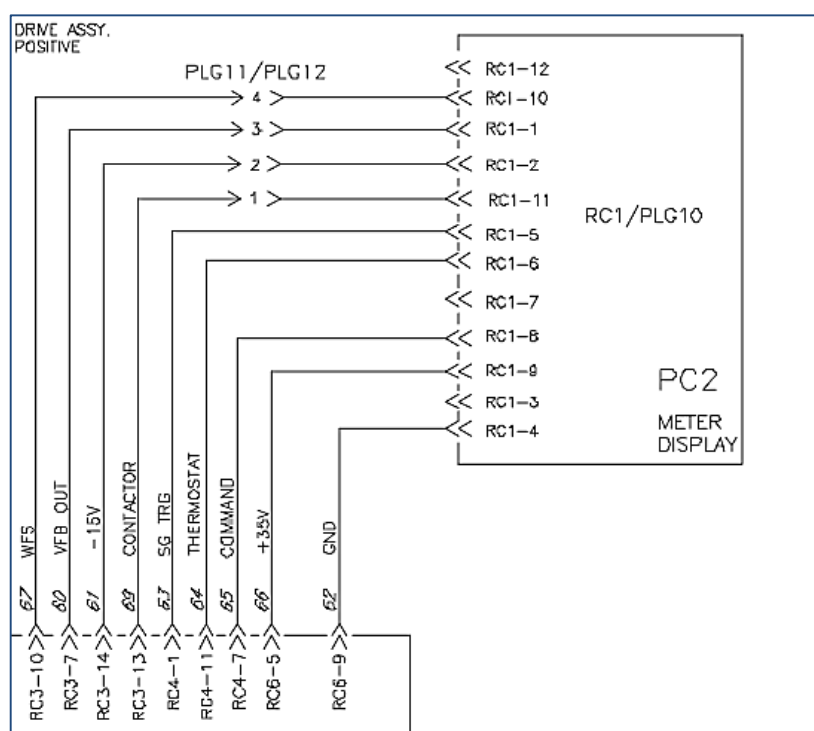 DRIVE ASSY.
POSITIVE
PLG11/PLG12
4
3
2
1
RC1-12
RC1-10
RC1-1
RC1-2
RC1-11
RC1-5
RC1-6
RC1-7
RC1-8
RC1-9
RC1-3
RC1-4
RC1/PLG10
PC2
METER
DISPLAY
WFS
VFB OUT
-15V
CONTACTOR
SG TRG
THERMOSTAT
COMMAND
+35V
GND
67
60
61
69
63
64
65
66
62
RC3-10
RC3-7
RC3-14
RC3-13
RC4-1
RC4-11
RC4-7
RC6-5
RC6-9